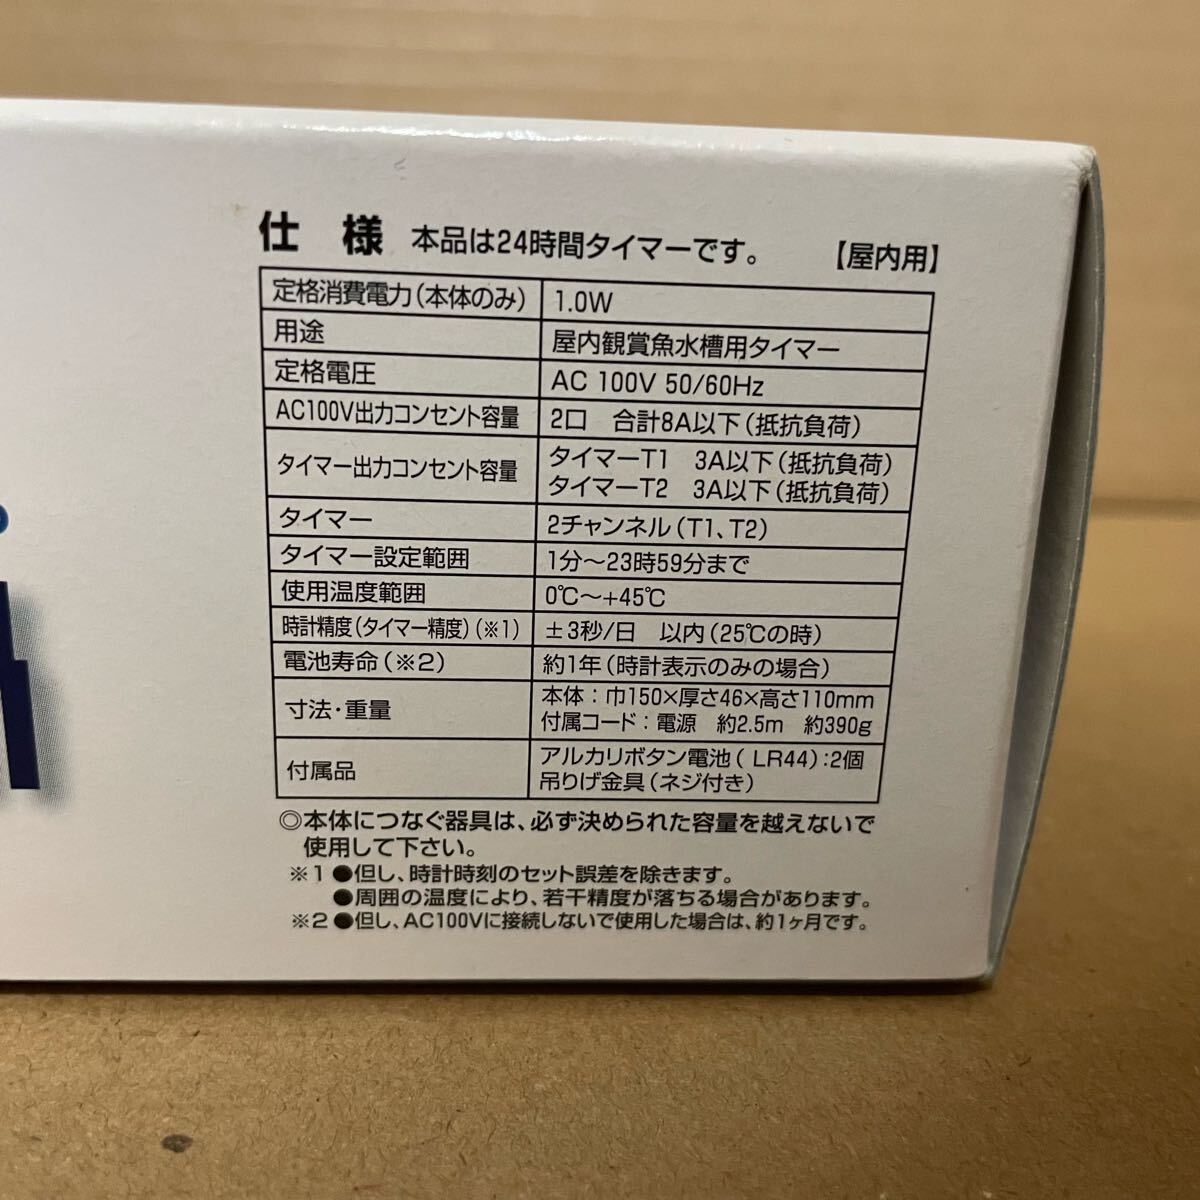 仕様 本品は24時間タイマーです。 【屋内用】
定格消費電力(本体のみ) 1.0W
用途 屋内観賞魚水槽用タイマー
定格電圧 AC 100V 50/60Hz
AC100V出力コンセント容量 2口 合計8A以下(抵抗負荷)
タイマー出力コンセント容量 タイマーT1 3A以下(抵抗負荷)
タイマーT2 3A以下(抵抗負荷)
タイマー 2チャンネル(T1、T2)
タイマー設定範囲 1分〜23時59分まで
使用温度範囲 0℃〜+45℃
時計精度(タイマー精度)(※1) ±3秒/日 以内(25℃の時)
電池寿命(※2) 約1年(時計表示のみの場合)
寸法・重量 本体:巾150×厚さ46×高さ110mm
付属コード:電源 約2.5m 約390g
付属品 アルカリボタン電池(LR44):2個
吊りげ金具(ネジ付き)
◎本体につなぐ器具は、必ず決められた容量を越えないで
使用して下さい。
※1●但し、時計時刻のセット誤差を除きます。
●周囲の温度により、若干精度が落ちる場合があります。
※2●但し、AC100Vに接続しないで使用した場合は、約1ヶ月です。